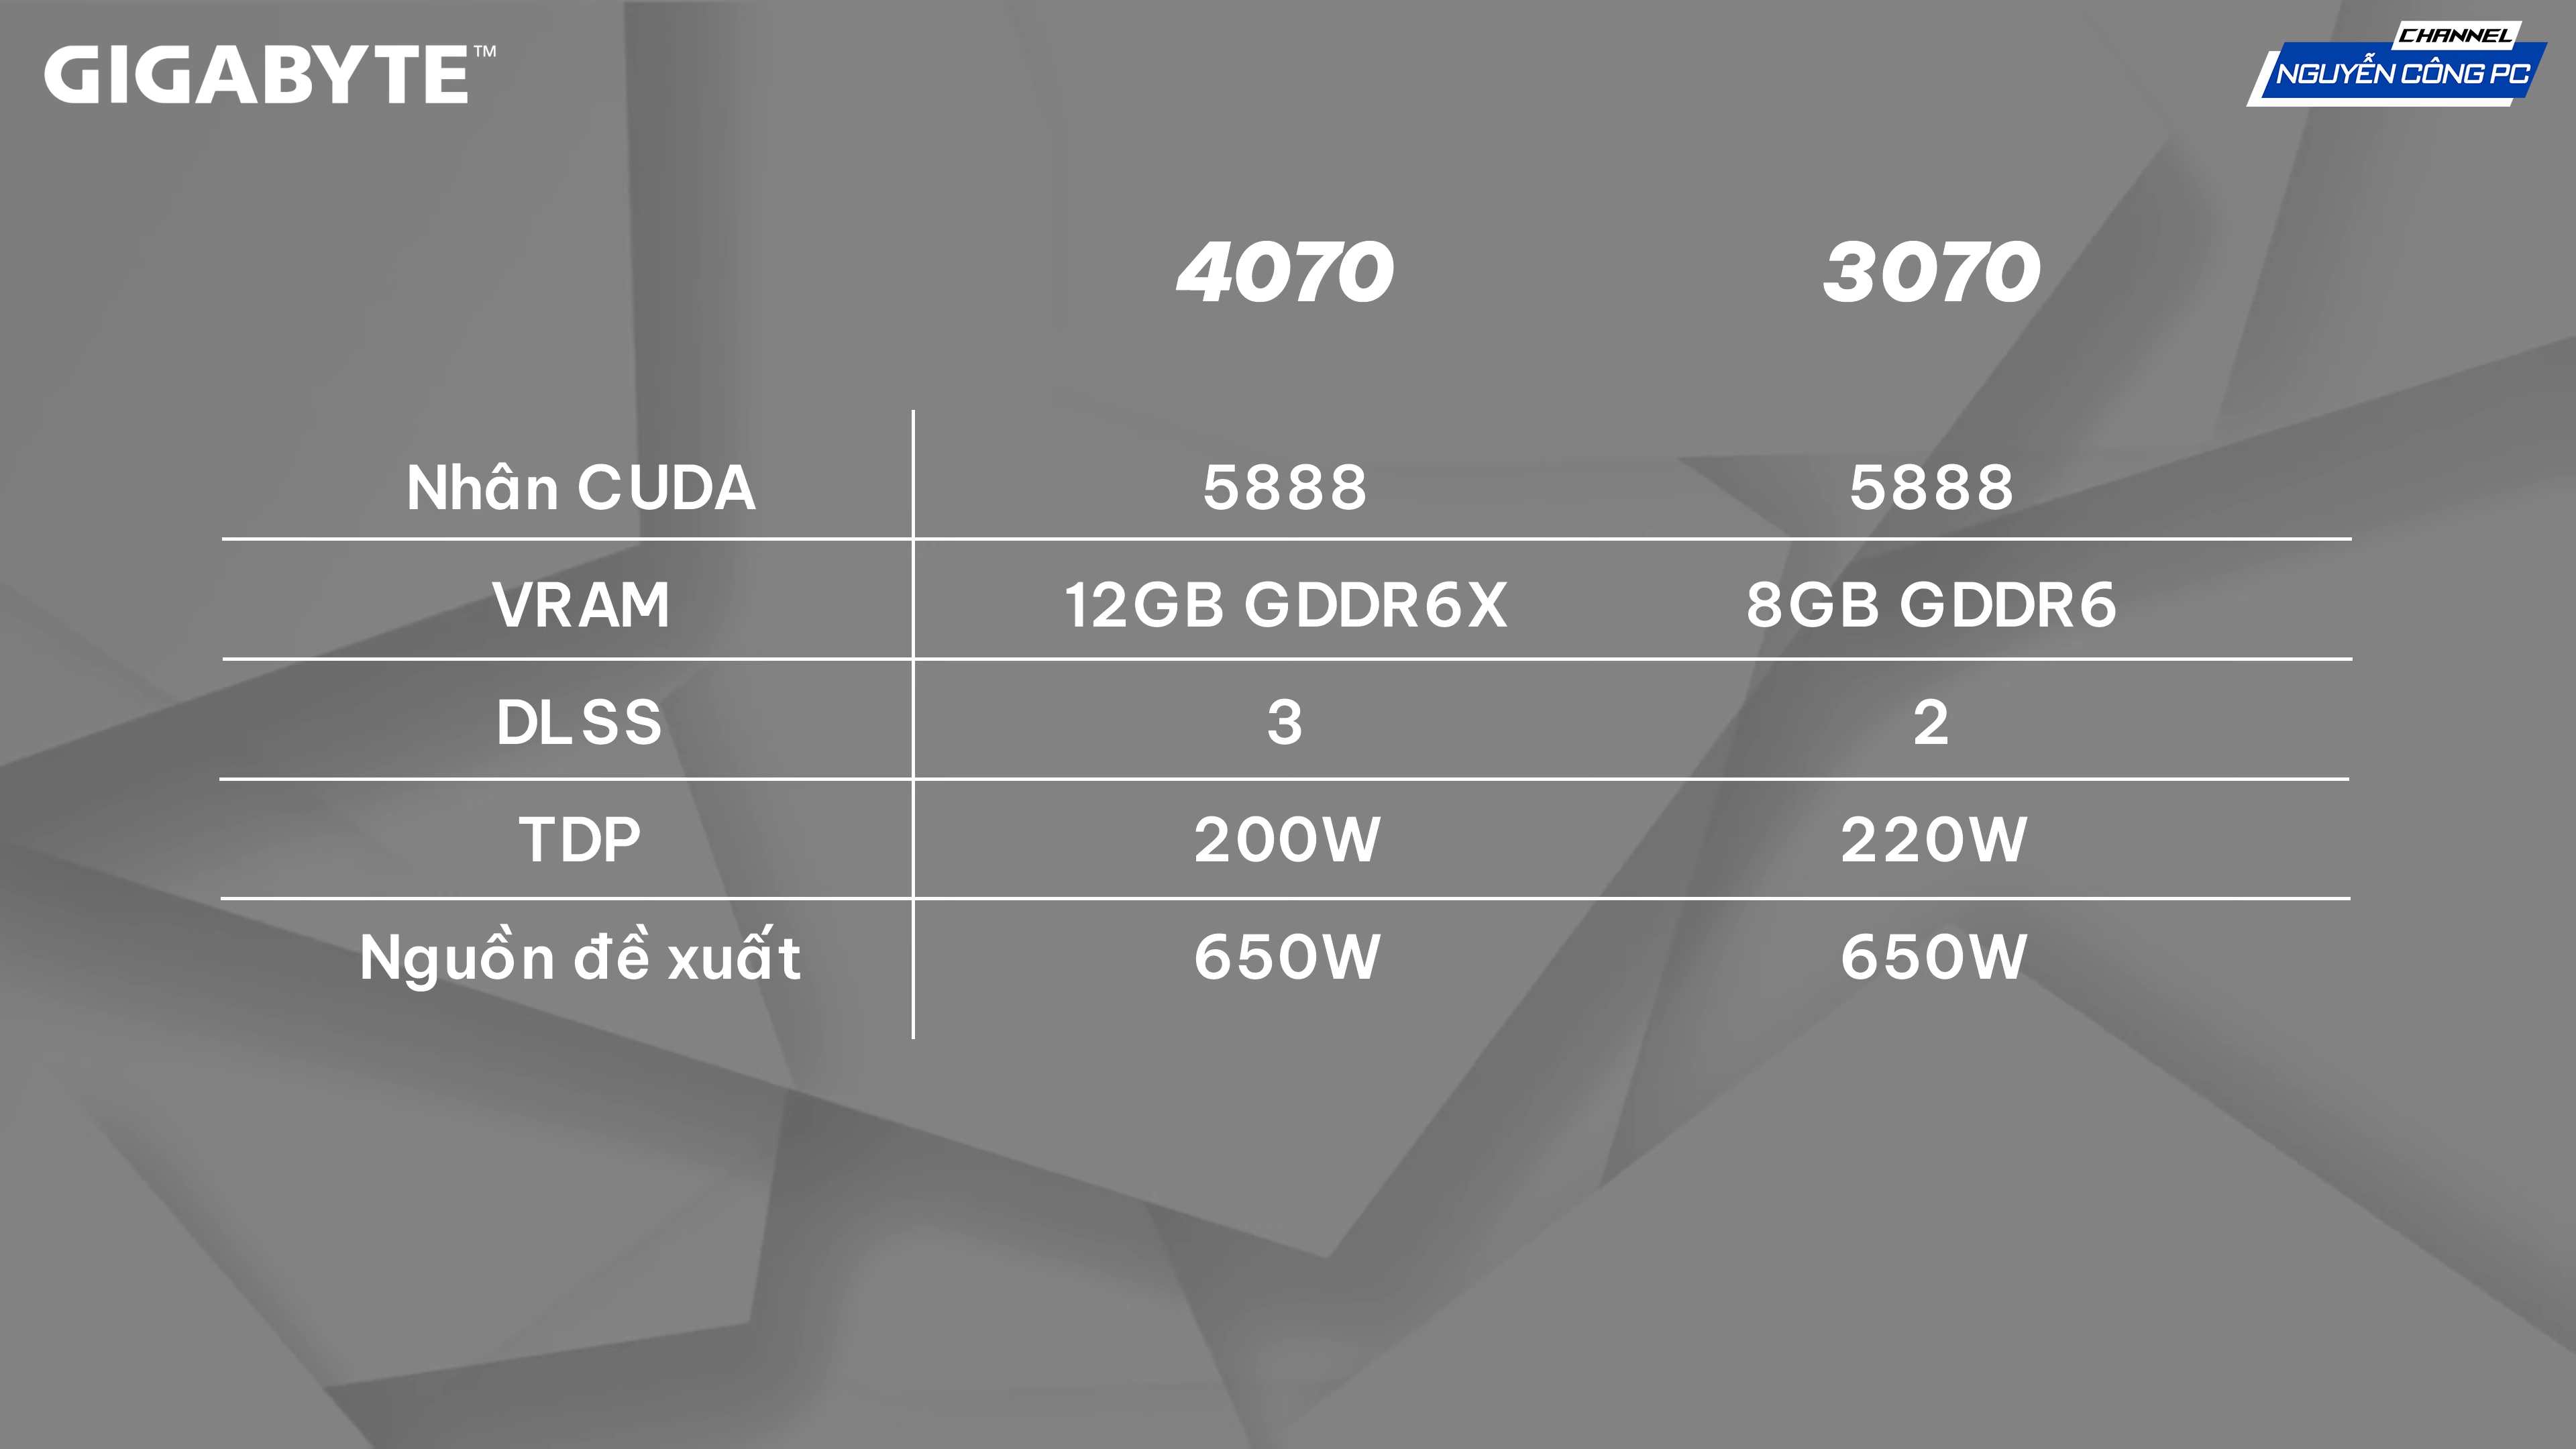 GIGABYTE™
CHANNEL
NGUYỄN CÔNG PC
4070 3070
Nhân CUDA 5888 5888
VRAM 12GB GDDR6X 8GB GDDR6
DLSS 3 2
TDP 200W 220W
Nguồn đề xuất 650W 650W